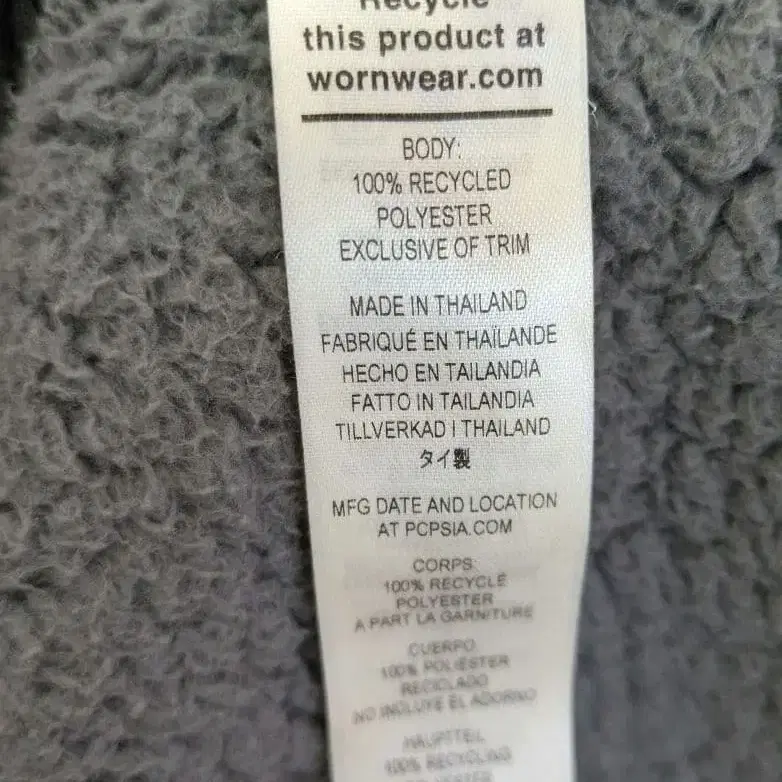 Recycle
this product at
wornwear.com
BODY:
100% RECYCLED
POLYESTER
EXCLUSIVE OF TRIM
MADE IN THAILAND
FABRIQUÉ EN THAÏLANDE
HECHO EN TAILANDIA
FATTO IN TAILANDIA
TILLVERKAD I THAILAND
タイ製
MFG DATE AND LOCATION
AT PCPSIA.COM
CORPS:
100% RECYCLÉ
POLYESTER
A PART LA GARNITURE
CUERPO:
100% POLIÉSTER
RECICLADO
NO INCLUYE EL ADORNO
HAUPTTEIL
100% RECYCLING